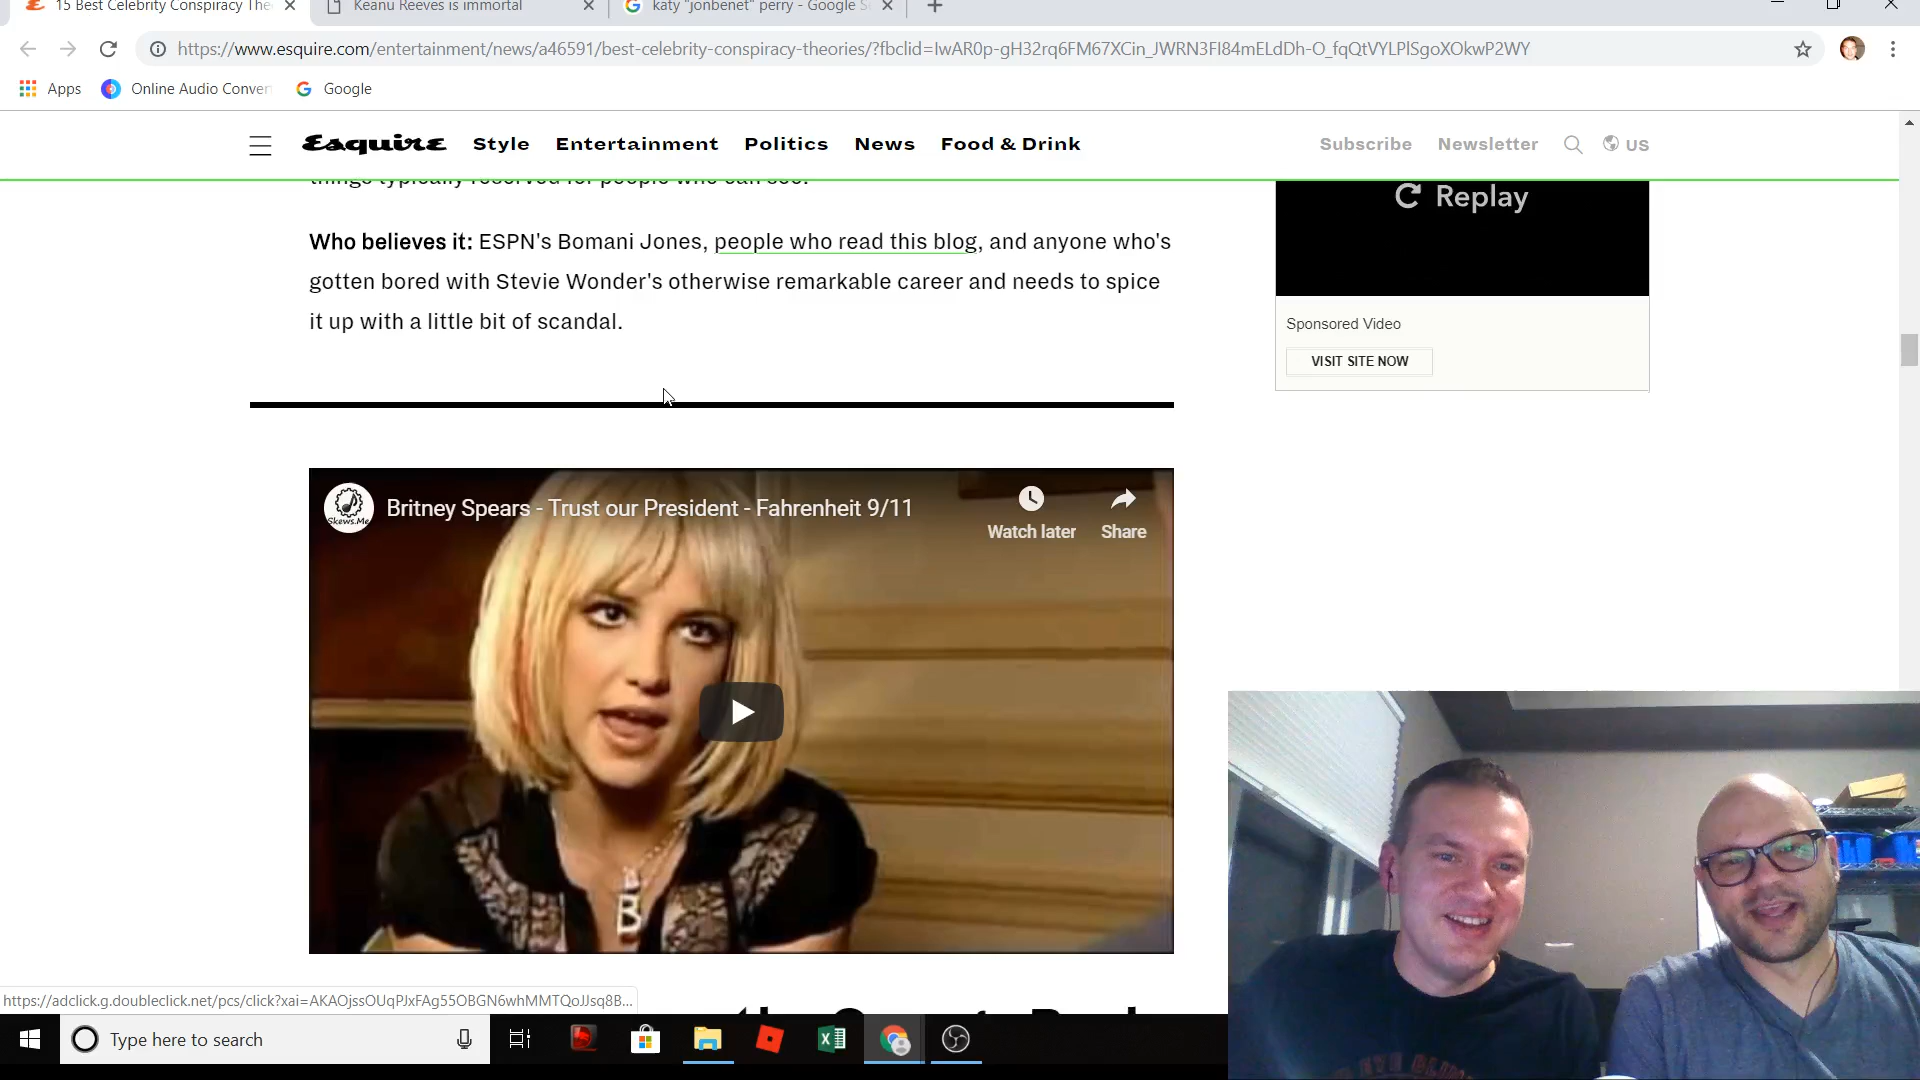 15 Best Celebrity Conspiracy The
Keanu Reeves is immortal
katy "jonbenet" perry - Google S
https://www.esquire.com/entertainment/news/a46591/best-celebrity-conspiracy-theories/?fbclid=IwAR0p-gH32rq6FM67XCin_JWRN3FI84mELdDh-O_fqQtVYLPlSgoXOkwP2WY
Apps
Online Audio Conver
Google
Esquire Style Entertainment Politics News Food & Drink
Subscribe Newsletter US
things typically reserved for people who can see.
Who believes it: ESPN's Bomani Jones, people who read this blog, and anyone who's
gotten bored with Stevie Wonder's otherwise remarkable career and needs to spice
it up with a little bit of scandal.
Replay
Sponsored Video
VISIT SITE NOW
Skews.Me
Britney Spears - Trust our President - Fahrenheit 9/11
Watch later
Share
B
https://adclick.g.doubleclick.net/pcs/click?xai=AKAOjssOUqPJxFAg55OBGN6whMMTQoJJsq8B...
Type here to search